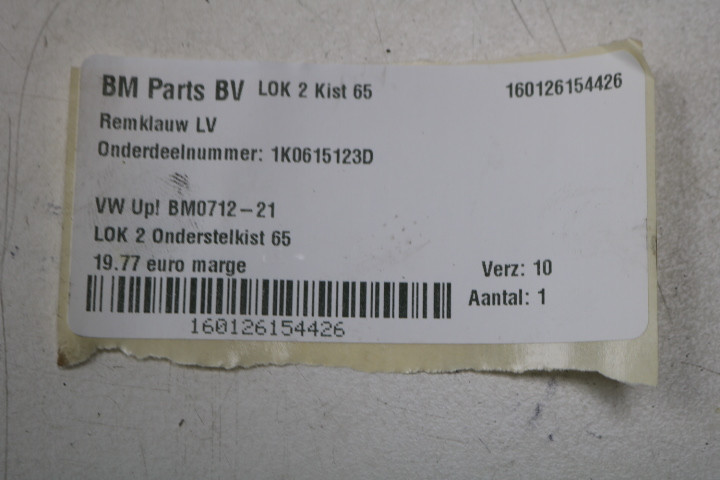 BM Parts BV LOK 2 Kist 65 160126154426
Remklauw LV
Onderdeelnummer: 1K0615123D
VW Up! BM0712-21
LOK 2 Onderstelkist 65
19.77 euro marge
Verz: 10
Aantal: 1
160126154426